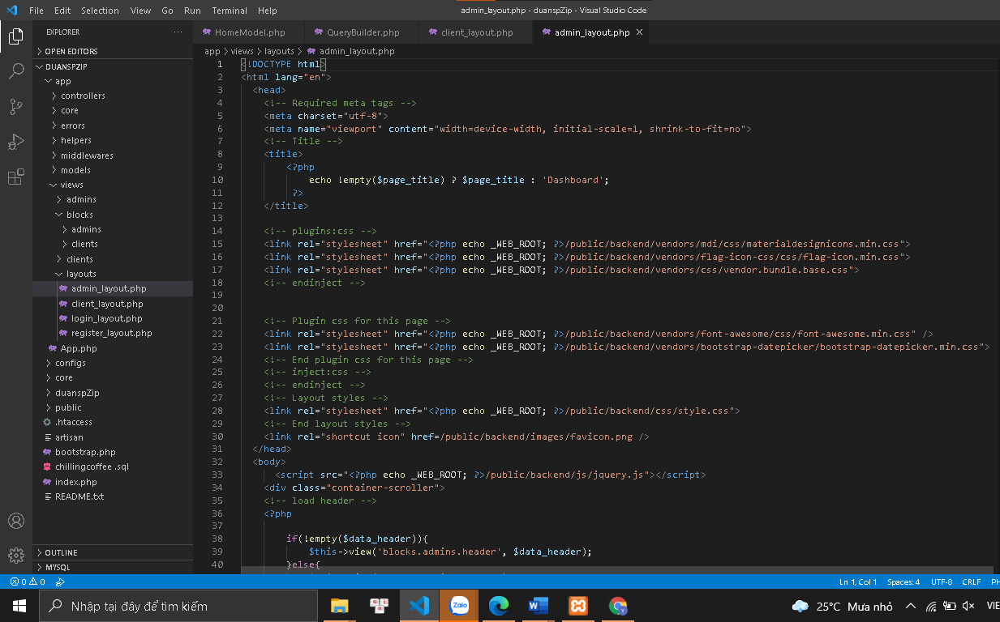 File Edit Selection View Go Run Terminal Help
admin_layout.php - duanspZip - Visual Studio Code
EXPLORER
HomeModel.php
QueryBuilder.php
client_layout.php
admin_layout.php
OPEN EDITORS
app > views > layouts > admin_layout.php
DUANSPZIP
app
controllers
core
errors
helpers
middlewares
models
views
admins
blocks
admins
clients
clients
layouts
admin_layout.php
client_layout.php
login_layout.php
register_layout.php
App.php
configs
core
duanspZip
public
.htaccess
artisan
bootstrap.php
chillingcoffee .sql
index.php
README.txt
OUTLINE
MYSQL
1 <!DOCTYPE html>
2 <html lang="en">
3 <head>
4 <!-- Required meta tags -->
5 <meta charset="utf-8">
6 <meta name="viewport" content="width=device-width, initial-scale=1, shrink-to-fit=no">
7 <!-- Title -->
8 <title>
9 <?php
10 echo !empty($page_title) ? $page_title : 'Dashboard';
11 ?>
12 </title>
13
14 <!-- plugins:css -->
15 <link rel="stylesheet" href="<?php echo _WEB_ROOT; ?>/public/backend/vendors/mdi/css/materialdesignicons.min.css">
16 <link rel="stylesheet" href="<?php echo _WEB_ROOT; ?>/public/backend/vendors/flag-icon-css/css/flag-icon.min.css">
17 <link rel="stylesheet" href="<?php echo _WEB_ROOT; ?>/public/backend/vendors/css/vendor.bundle.base.css">
18 <!-- endinject -->
19
20
21 <!-- Plugin css for this page -->
22 <link rel="stylesheet" href="<?php echo _WEB_ROOT; ?>/public/backend/vendors/font-awesome/css/font-awesome.min.css" />
23 <link rel="stylesheet" href="<?php echo _WEB_ROOT; ?>/public/backend/vendors/bootstrap-datepicker/bootstrap-datepicker.min.css">
24 <!-- End plugin css for this page -->
25 <!-- inject:css -->
26 <!-- endinject -->
27 <!-- Layout styles -->
28 <link rel="stylesheet" href="<?php echo _WEB_ROOT; ?>/public/backend/css/style.css">
29 <!-- End layout styles -->
30 <link rel="shortcut icon" href=/public/backend/images/favicon.png />
31 </head>
32 <body>
33 <script src="<?php echo _WEB_ROOT; ?>/public/backend/js/jquery.js"></script>
34 <div class="container-scroller">
35 <!-- load header -->
36 <?php
37
38 if(!empty($data_header)){
39 $this->view('blocks.admins.header', $data_header);
40 }else{
0 0
Ln 1, Col 1 Spaces: 4 UTF-8 CRLF PH
Nhập tại đây để tìm kiếm
Zalo
25°C Mưa nhỏ
VIE